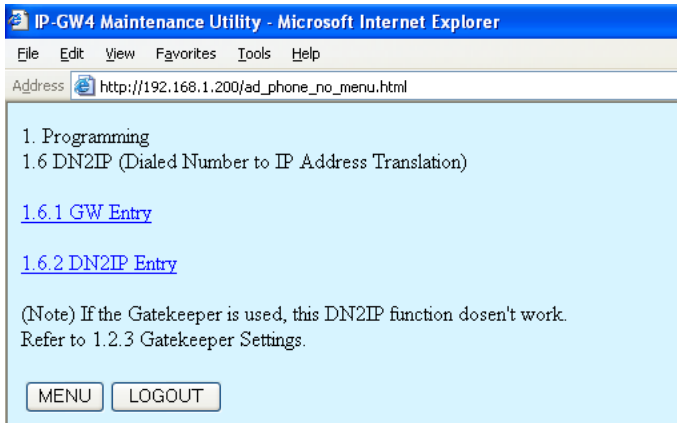 IP-GW4 Maintenance Utility - Microsoft Internet Explorer
File Edit View Favorites Tools Help
Address http://192.168.1.200/ad_phone_no_menu.html
1. Programming
1.6 DN2IP (Dialed Number to IP Address Translation)
1.6.1 GW Entry
1.6.2 DN2IP Entry
(Note) If the Gatekeeper is used, this DN2IP function dosen't work.
Refer to 1.2.3 Gatekeeper Settings.
MENU LOGOUT